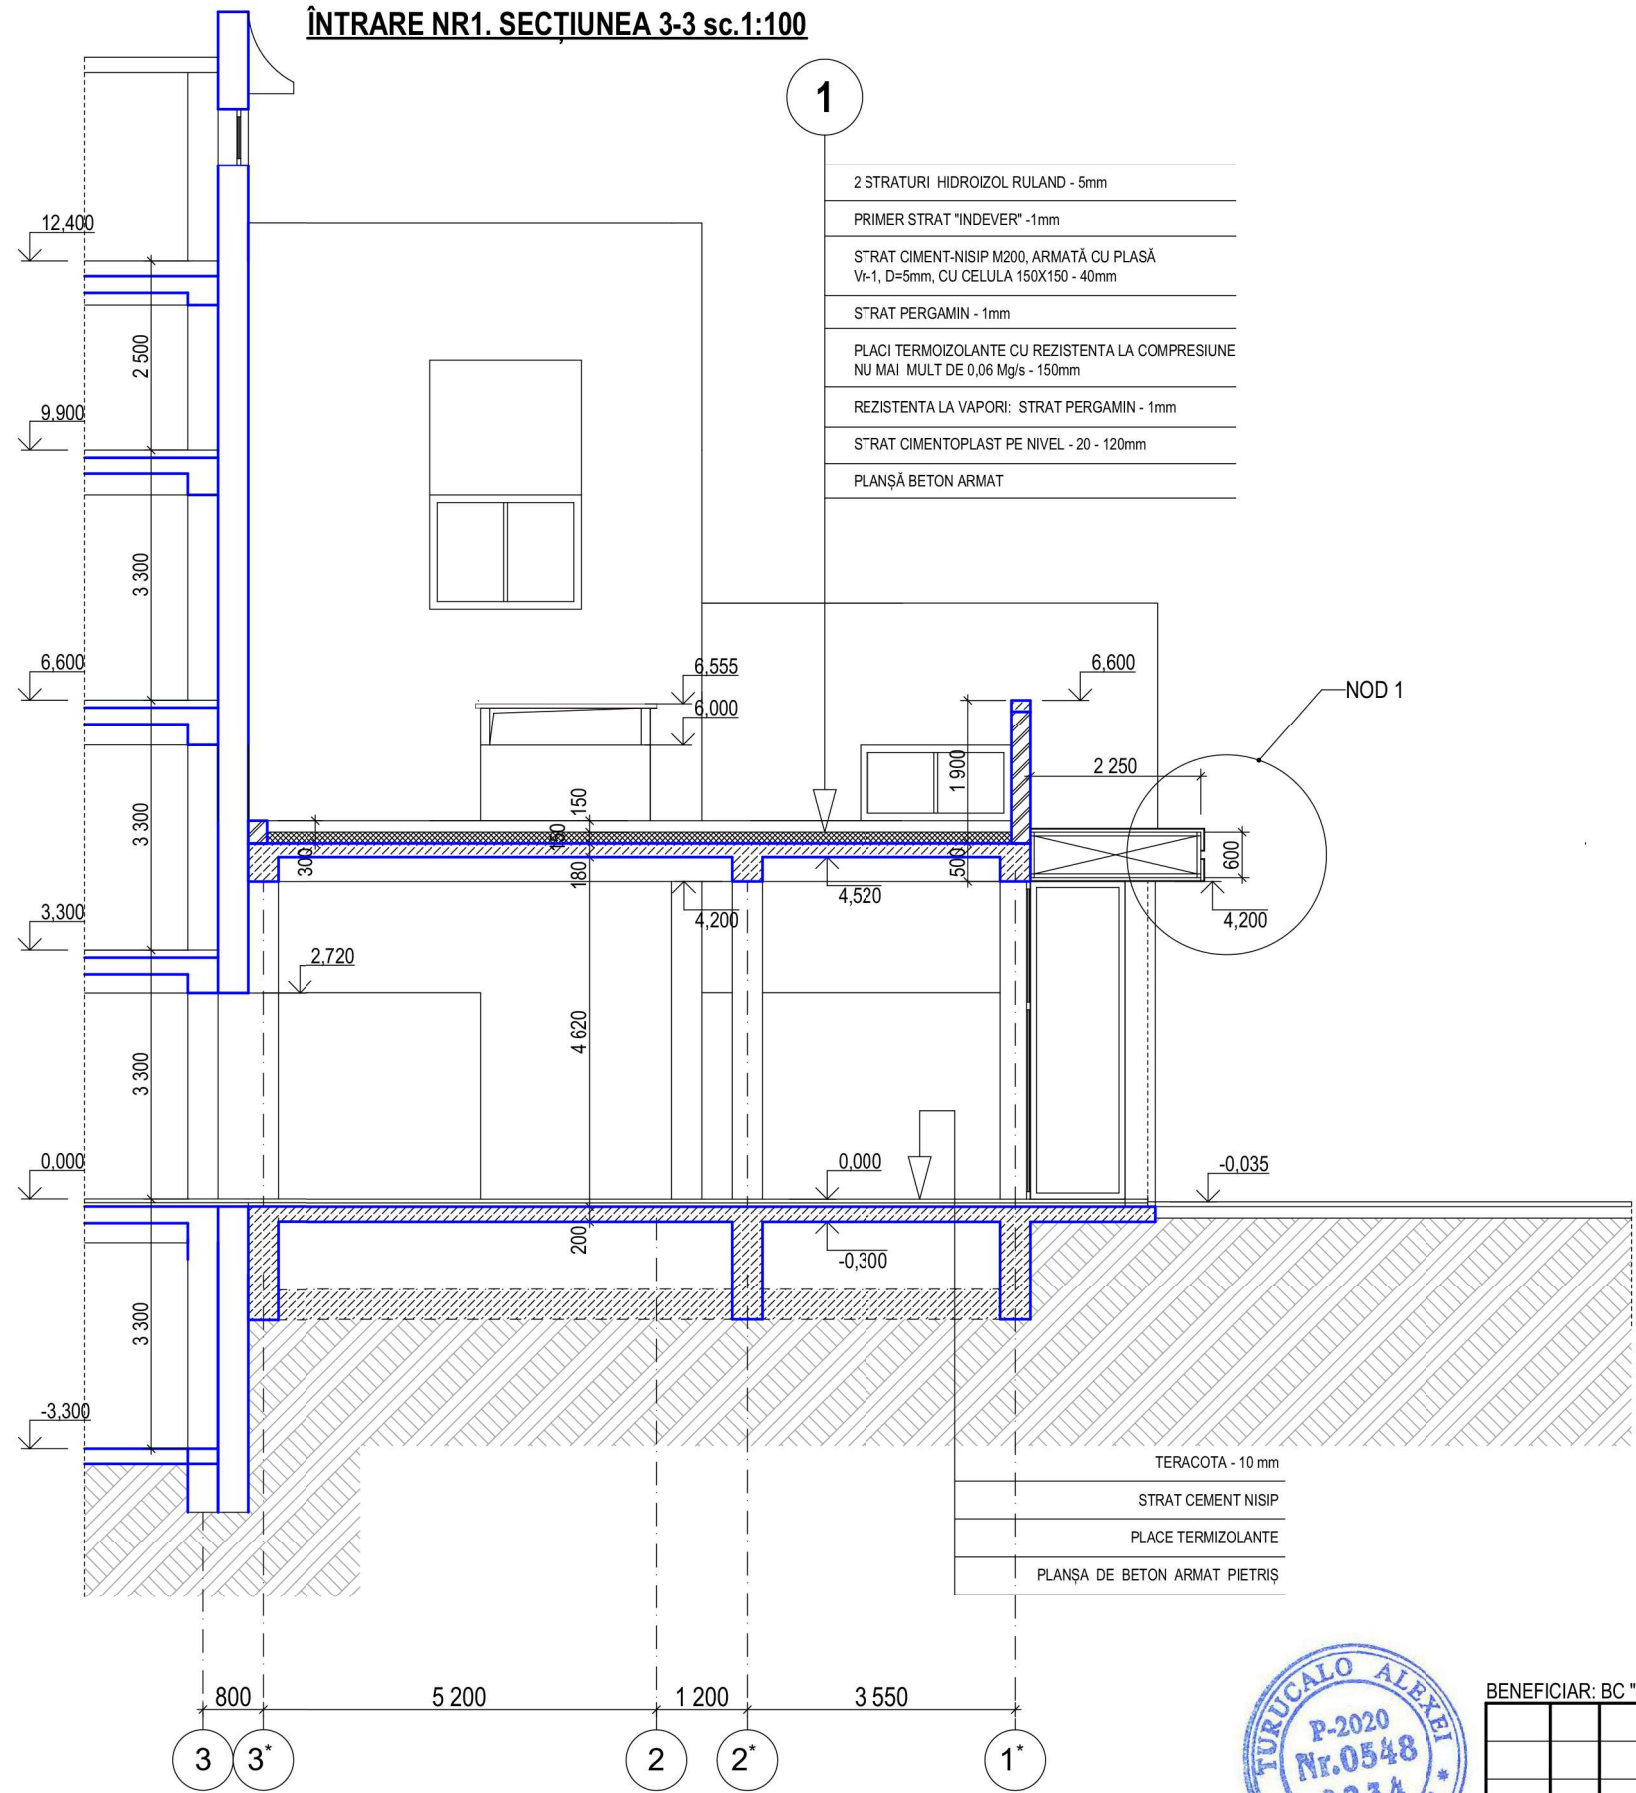 ÎNTRARE NR1. SECȚIUNEA 3-3 sc.1:100
1
2 STRATURI HIDROIZOL RULAND - 5mm
PRIMER STRAT "INDEVER" -1mm
STRAT CIMENT-NISIP M200, ARMATĂ CU PLASĂ
Vr-1, D=5mm, CU CELULA 150X150 - 40mm
STRAT PERGAMIN - 1mm
PLACI TERMOIZOLANTE CU REZISTENTA LA COMPRESIUNE
NU MAI MULT DE 0,06 Mg/s - 150mm
REZISTENTA LA VAPORI: STRAT PERGAMIN - 1mm
STRAT CIMENTOPLAST PE NIVEL - 20 - 120mm
PLANȘĂ BETON ARMAT
12,400
2 500
9,900
3 300
6,600
6,555
6,000
6,600
NOD 1
1 900
2 250
3 300
150
150
300
180
500
600
4,520
4,200
4,200
3,300
2,720
3 300
4 620
0,000
0,000
-0,035
200
-0,300
3 300
-3,300
TERACOTA - 10 mm
STRAT CEMENT NISIP
PLACE TERMIZOLANTE
PLANȘA DE BETON ARMAT PIETRIȘ
800
5 200
1 200
3 550
3
3*
2
2*
1*
TURUCALO ALEXEI
P-2020
Nr.0548
BENEFICIAR: BC "